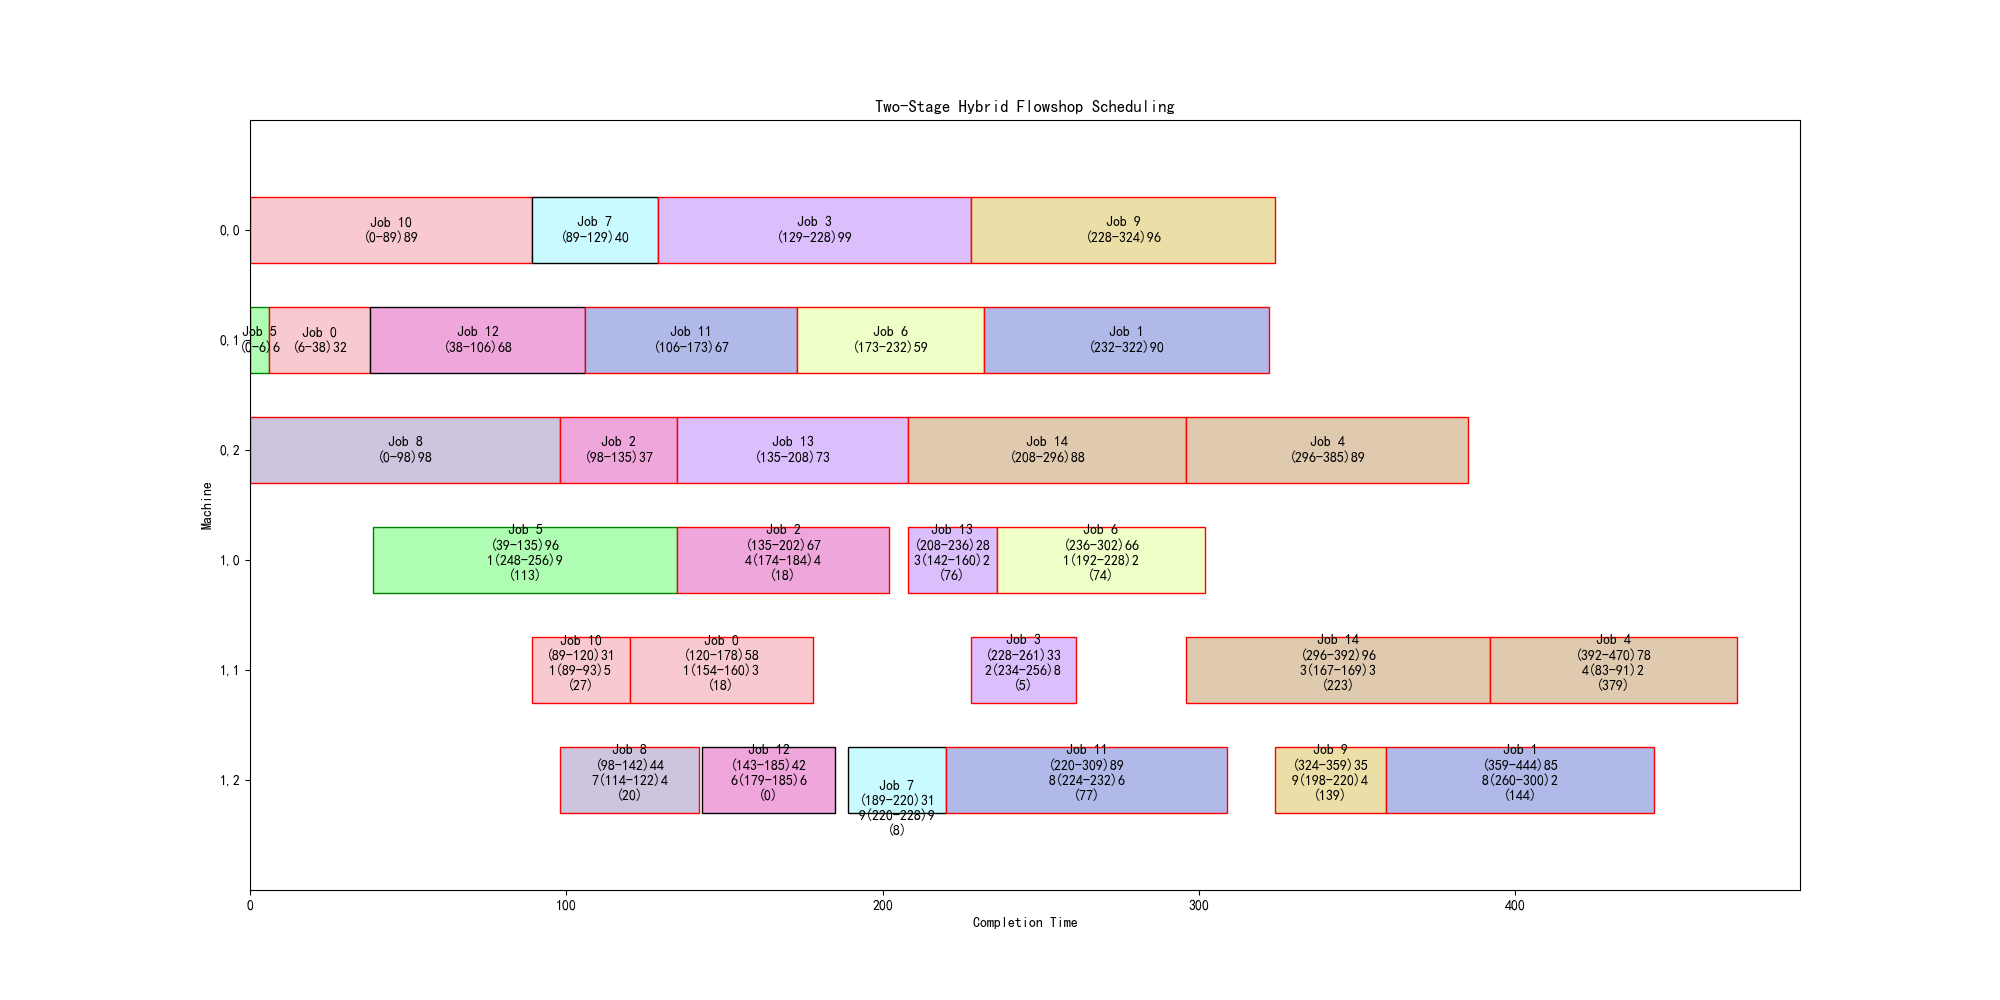 Two-Stage Hybrid Flowshop Scheduling
0,0
Job 10
(0-89)89
Job 7
(89-129)40
Job 3
(129-228)99
Job 9
(228-324)96
0,1
Job 5
(0-6)6
Job 0
(6-38)32
Job 12
(38-106)68
Job 11
(106-173)67
Job 6
(173-232)59
Job 1
(232-322)90
0,2
Job 8
(0-98)98
Job 2
(98-135)37
Job 13
(135-208)73
Job 14
(208-296)88
Job 4
(296-385)89
Machine
1,0
Job 5
(39-135)96
1(248-256)9
(113)
Job 2
(135-202)67
4(174-184)4
(18)
Job 13
(208-236)28
3(142-160)2
(76)
Job 6
(236-302)66
1(192-228)2
(74)
1,1
Job 10
(89-120)31
1(89-93)5
(27)
Job 0
(120-178)58
1(154-160)3
(18)
Job 3
(228-261)33
2(234-256)8
(5)
Job 14
(296-392)96
3(167-169)3
(223)
Job 4
(392-470)78
4(83-91)2
(379)
1,2
Job 8
(98-142)44
7(114-122)4
(20)
Job 12
(143-185)42
6(179-185)6
(0)
Job 7
(189-220)31
9(220-228)9
(8)
Job 11
(220-309)89
8(224-232)6
(77)
Job 9
(324-359)35
9(198-220)4
(139)
Job 1
(359-444)85
8(260-300)2
(144)
0
100
200
300
400
Completion Time